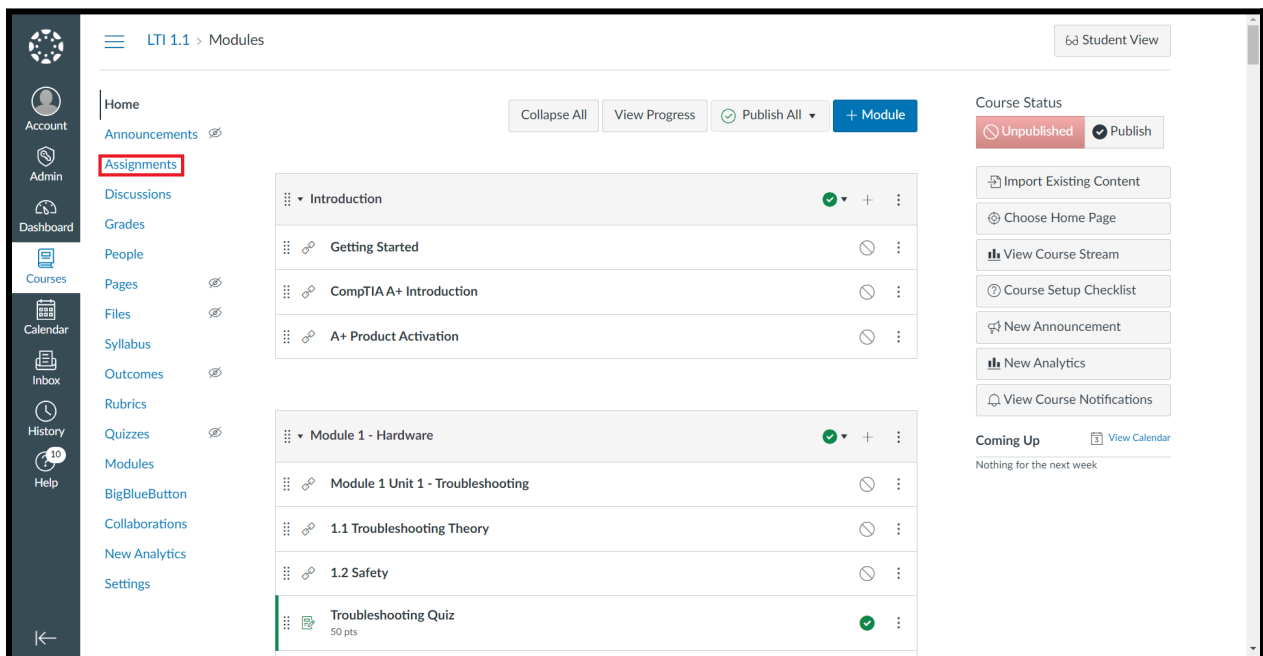 LTI 1.1 > Modules
Student View
Account
Admin
Dashboard
Courses
Calendar
Inbox
History
10
Help
Home
Announcements
Assignments
Discussions
Grades
People
Pages
Files
Syllabus
Outcomes
Rubrics
Quizzes
Modules
BigBlueButton
Collaborations
New Analytics
Settings
Collapse All
View Progress
Publish All
+ Module
Introduction
Getting Started
CompTIA A+ Introduction
A+ Product Activation
Module 1 - Hardware
Module 1 Unit 1 - Troubleshooting
1.1 Troubleshooting Theory
1.2 Safety
Troubleshooting Quiz
50 pts
Course Status
Unpublished
Publish
Import Existing Content
Choose Home Page
View Course Stream
Course Setup Checklist
New Announcement
New Analytics
View Course Notifications
Coming Up
3 View Calendar
Nothing for the next week